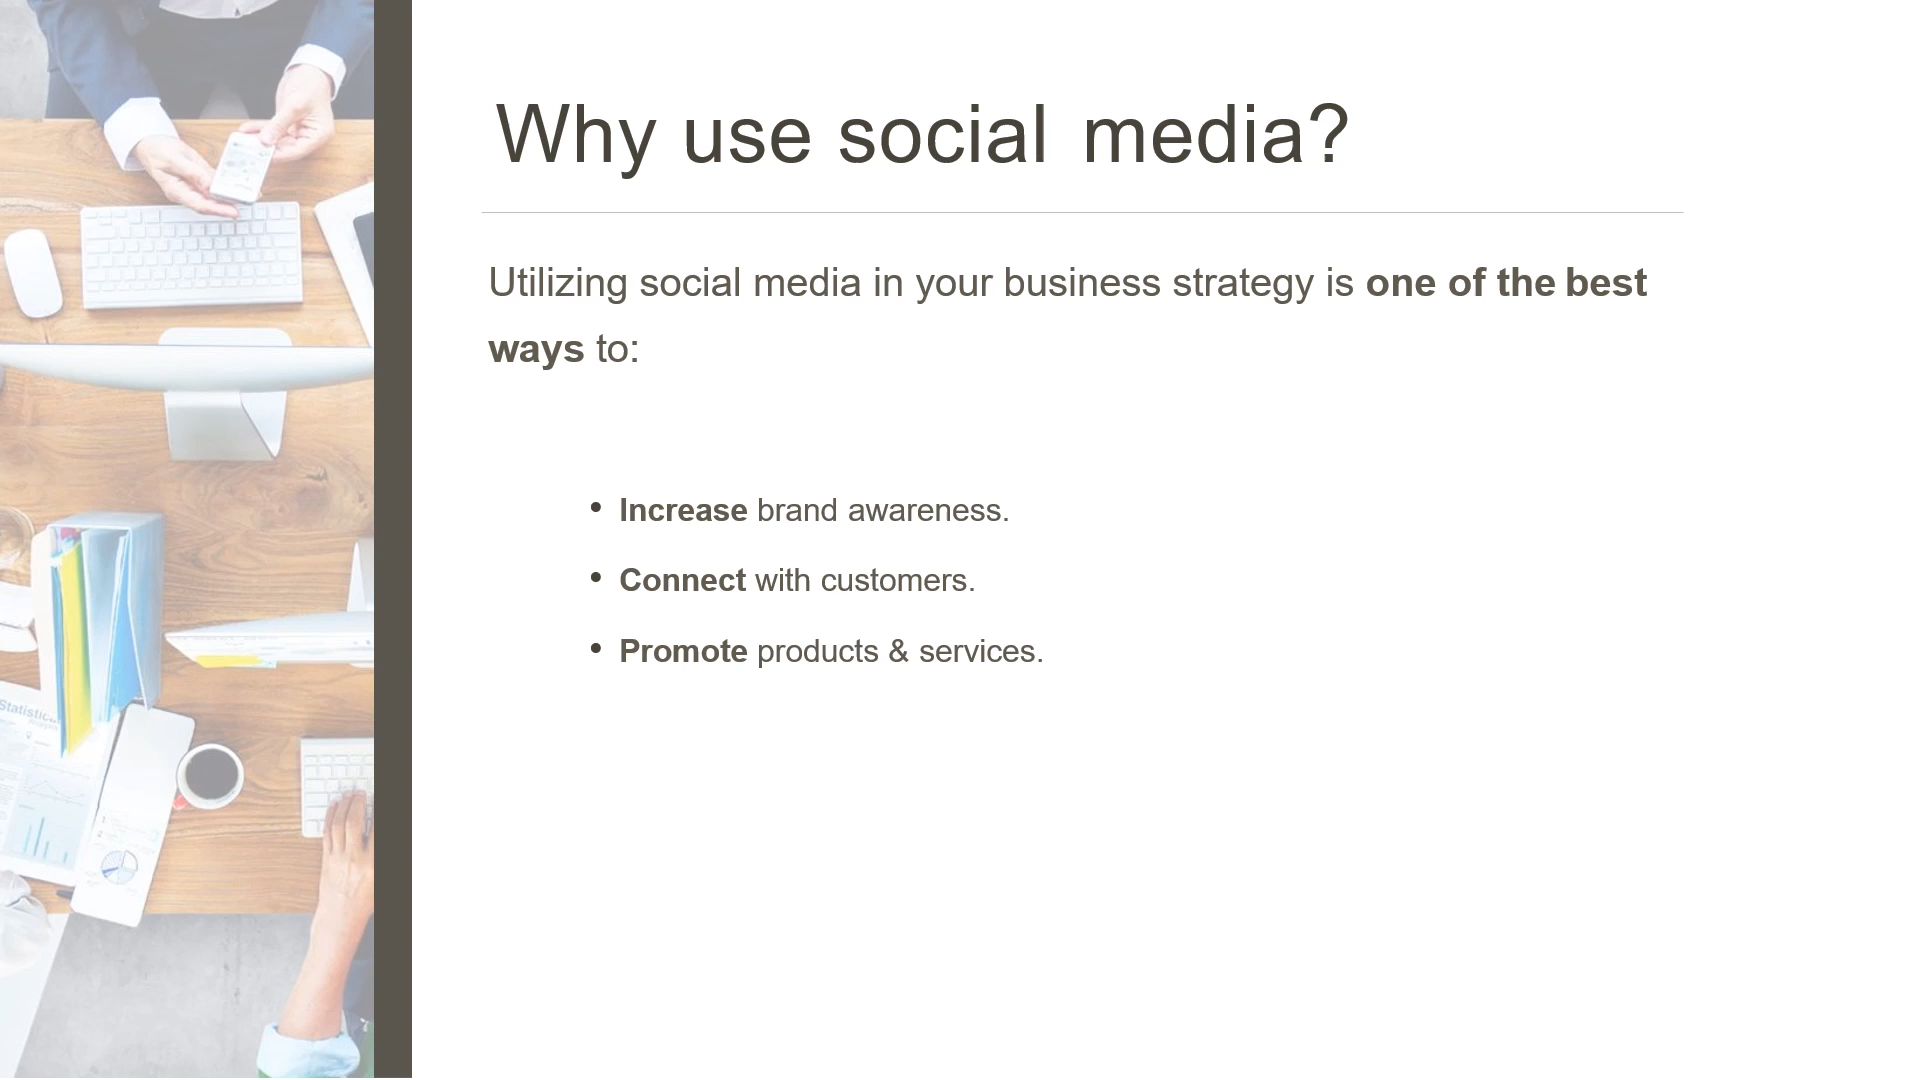 Why use social media?
Utilizing social media in your business strategy is one of the best
ways to:
• Increase brand awareness.
• Connect with customers.
• Promote products & services.
Statistic